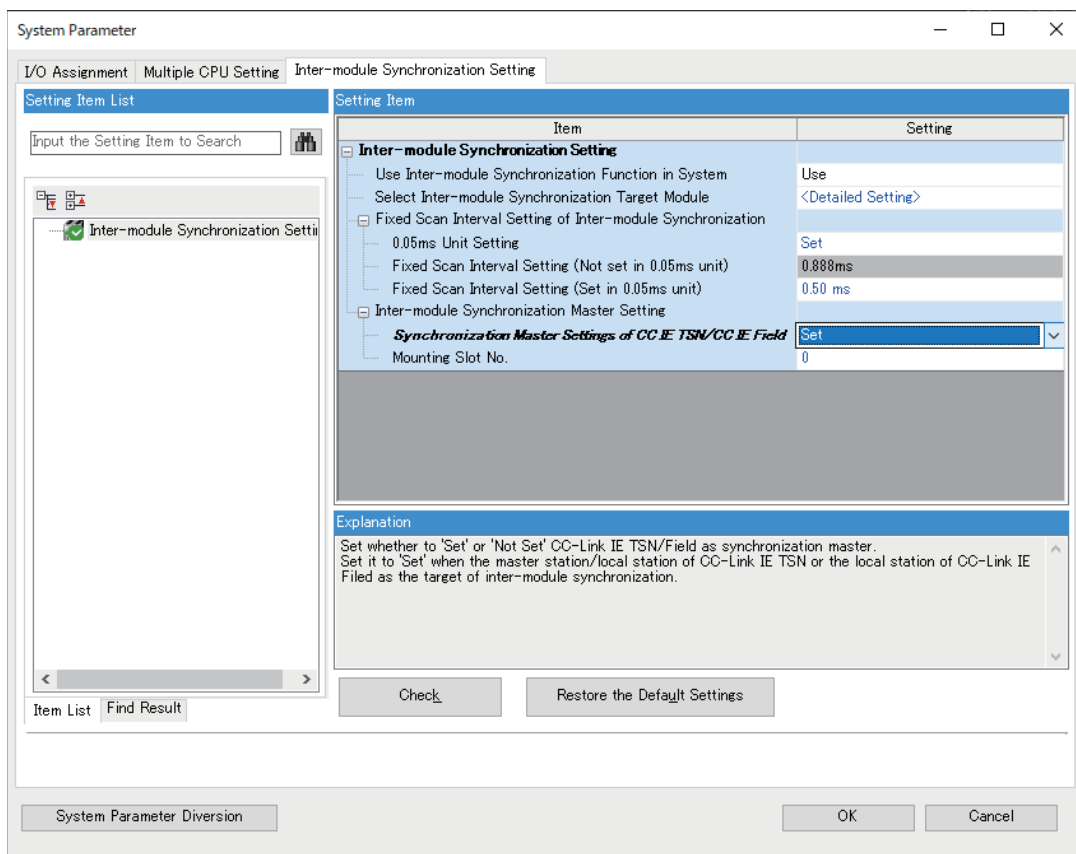 System Parameter
I/O Assignment Multiple CPU Setting Inter-module Synchronization Setting
Setting Item List
Input the Setting Item to Search
Inter-module Synchronization Setti
Item List Find Result
Setting Item
Item Setting
Inter-module Synchronization Setting
Use Inter-module Synchronization Function in System Use
Select Inter-module Synchronization Target Module <Detailed Setting>
Fixed Scan Interval Setting of Inter-module Synchronization
0.05ms Unit Setting Set
Fixed Scan Interval Setting (Not set in 0.05ms unit) 0.888ms
Fixed Scan Interval Setting (Set in 0.05ms unit) 0.50 ms
Inter-module Synchronization Master Setting
Synchronization Master Settings of CC IE TSN/CC IE Field Set
Mounting Slot No. 0
Explanation
Set whether to 'Set' or 'Not Set' CC-Link IE TSN/Field as synchronization master.
Set it to 'Set' when the master station/local station of CC-Link IE TSN or the local station of CC-Link IE
Filed as the target of inter-module synchronization.
Check Restore the Default Settings
System Parameter Diversion OK Cancel